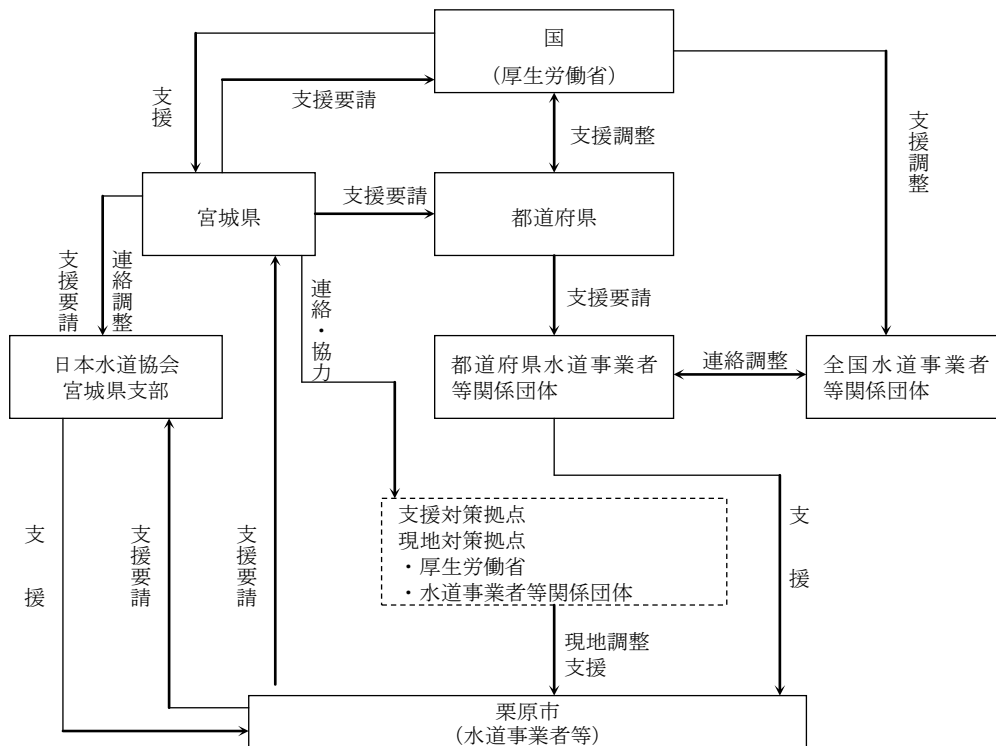 国
(厚生労働省)
支援
支援要請
支援調整
支援調整
宮城県
支援要請
都道府県
支援要請
連絡調整
連絡・協力
支援要請
日本水道協会
宮城県支部
都道府県水道事業者
等関係団体
連絡調整
全国水道事業者
等関係団体
支援対策拠点
現地対策拠点
・厚生労働省
・水道事業者等関係団体
支援
支援要請
支援要請
支援
現地調整
支援
栗原市
(水道事業者等)